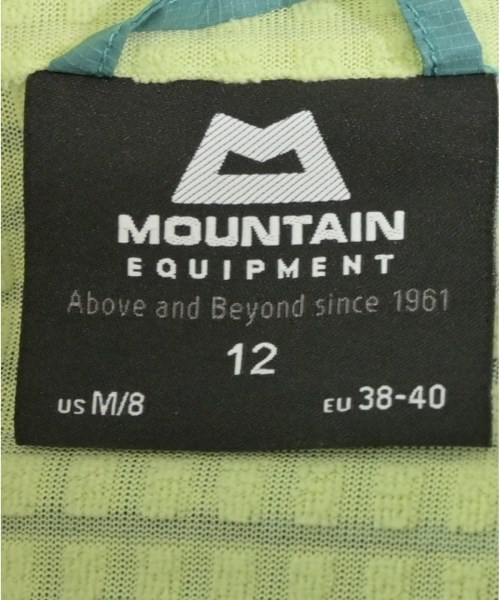 MOUNTAIN
EQUIPMENT
Above and Beyond since 1961
12
US M/8 EU 38-40